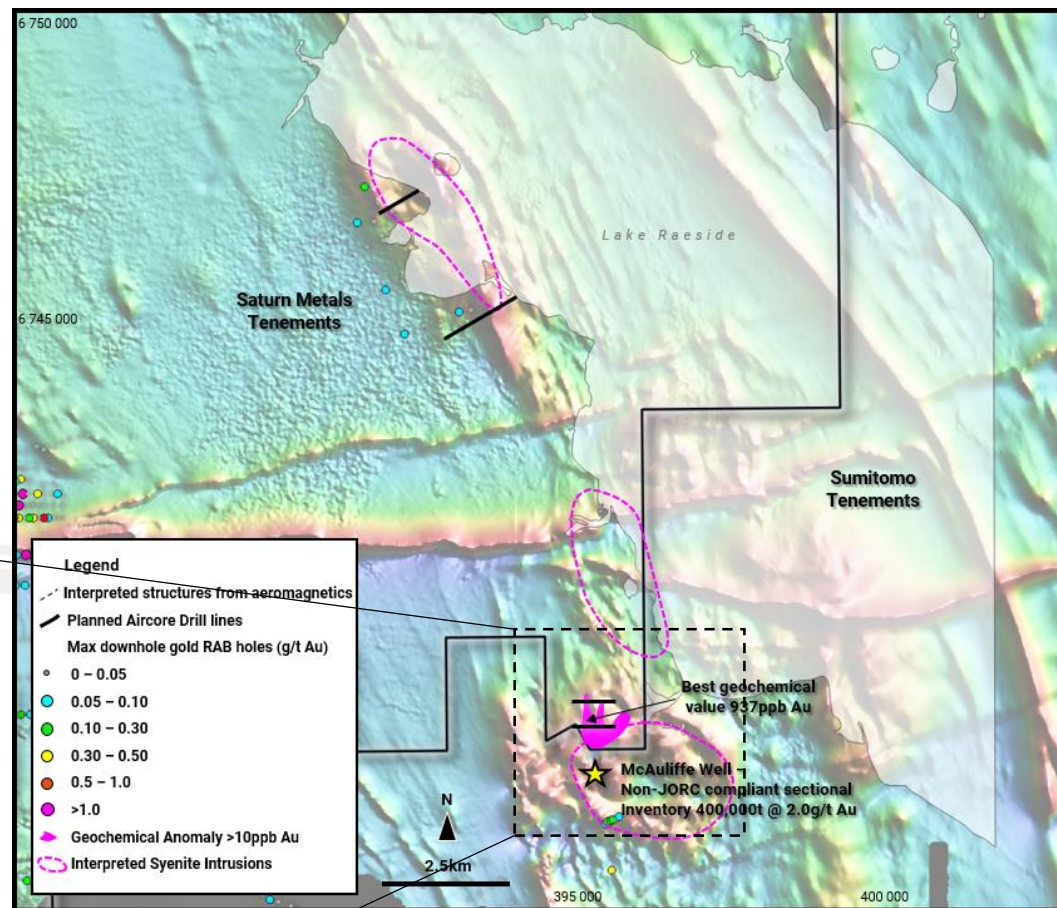 6 750 000
Lake Raeside
Saturn Metals
Tenements
6 745 000
Sumitomo
Tenements
Legend
Interpreted structures from aeromagnetics
Planned Aircore Drill lines
Max downhole gold RAB holes (g/t Au)
0 – 0.05
0.05 – 0.10
0.10 – 0.30
0.30 – 0.50
0.5 – 1.0
>1.0
Geochemical Anomaly >10ppb Au
Interpreted Syenite Intrusions
Best geochemical
value 937ppb Au
McAuliffe Well –
Non-JORC compliant sectional
Inventory 400,000t @ 2.0g/t Au
N
2.5km
395 000
400 000